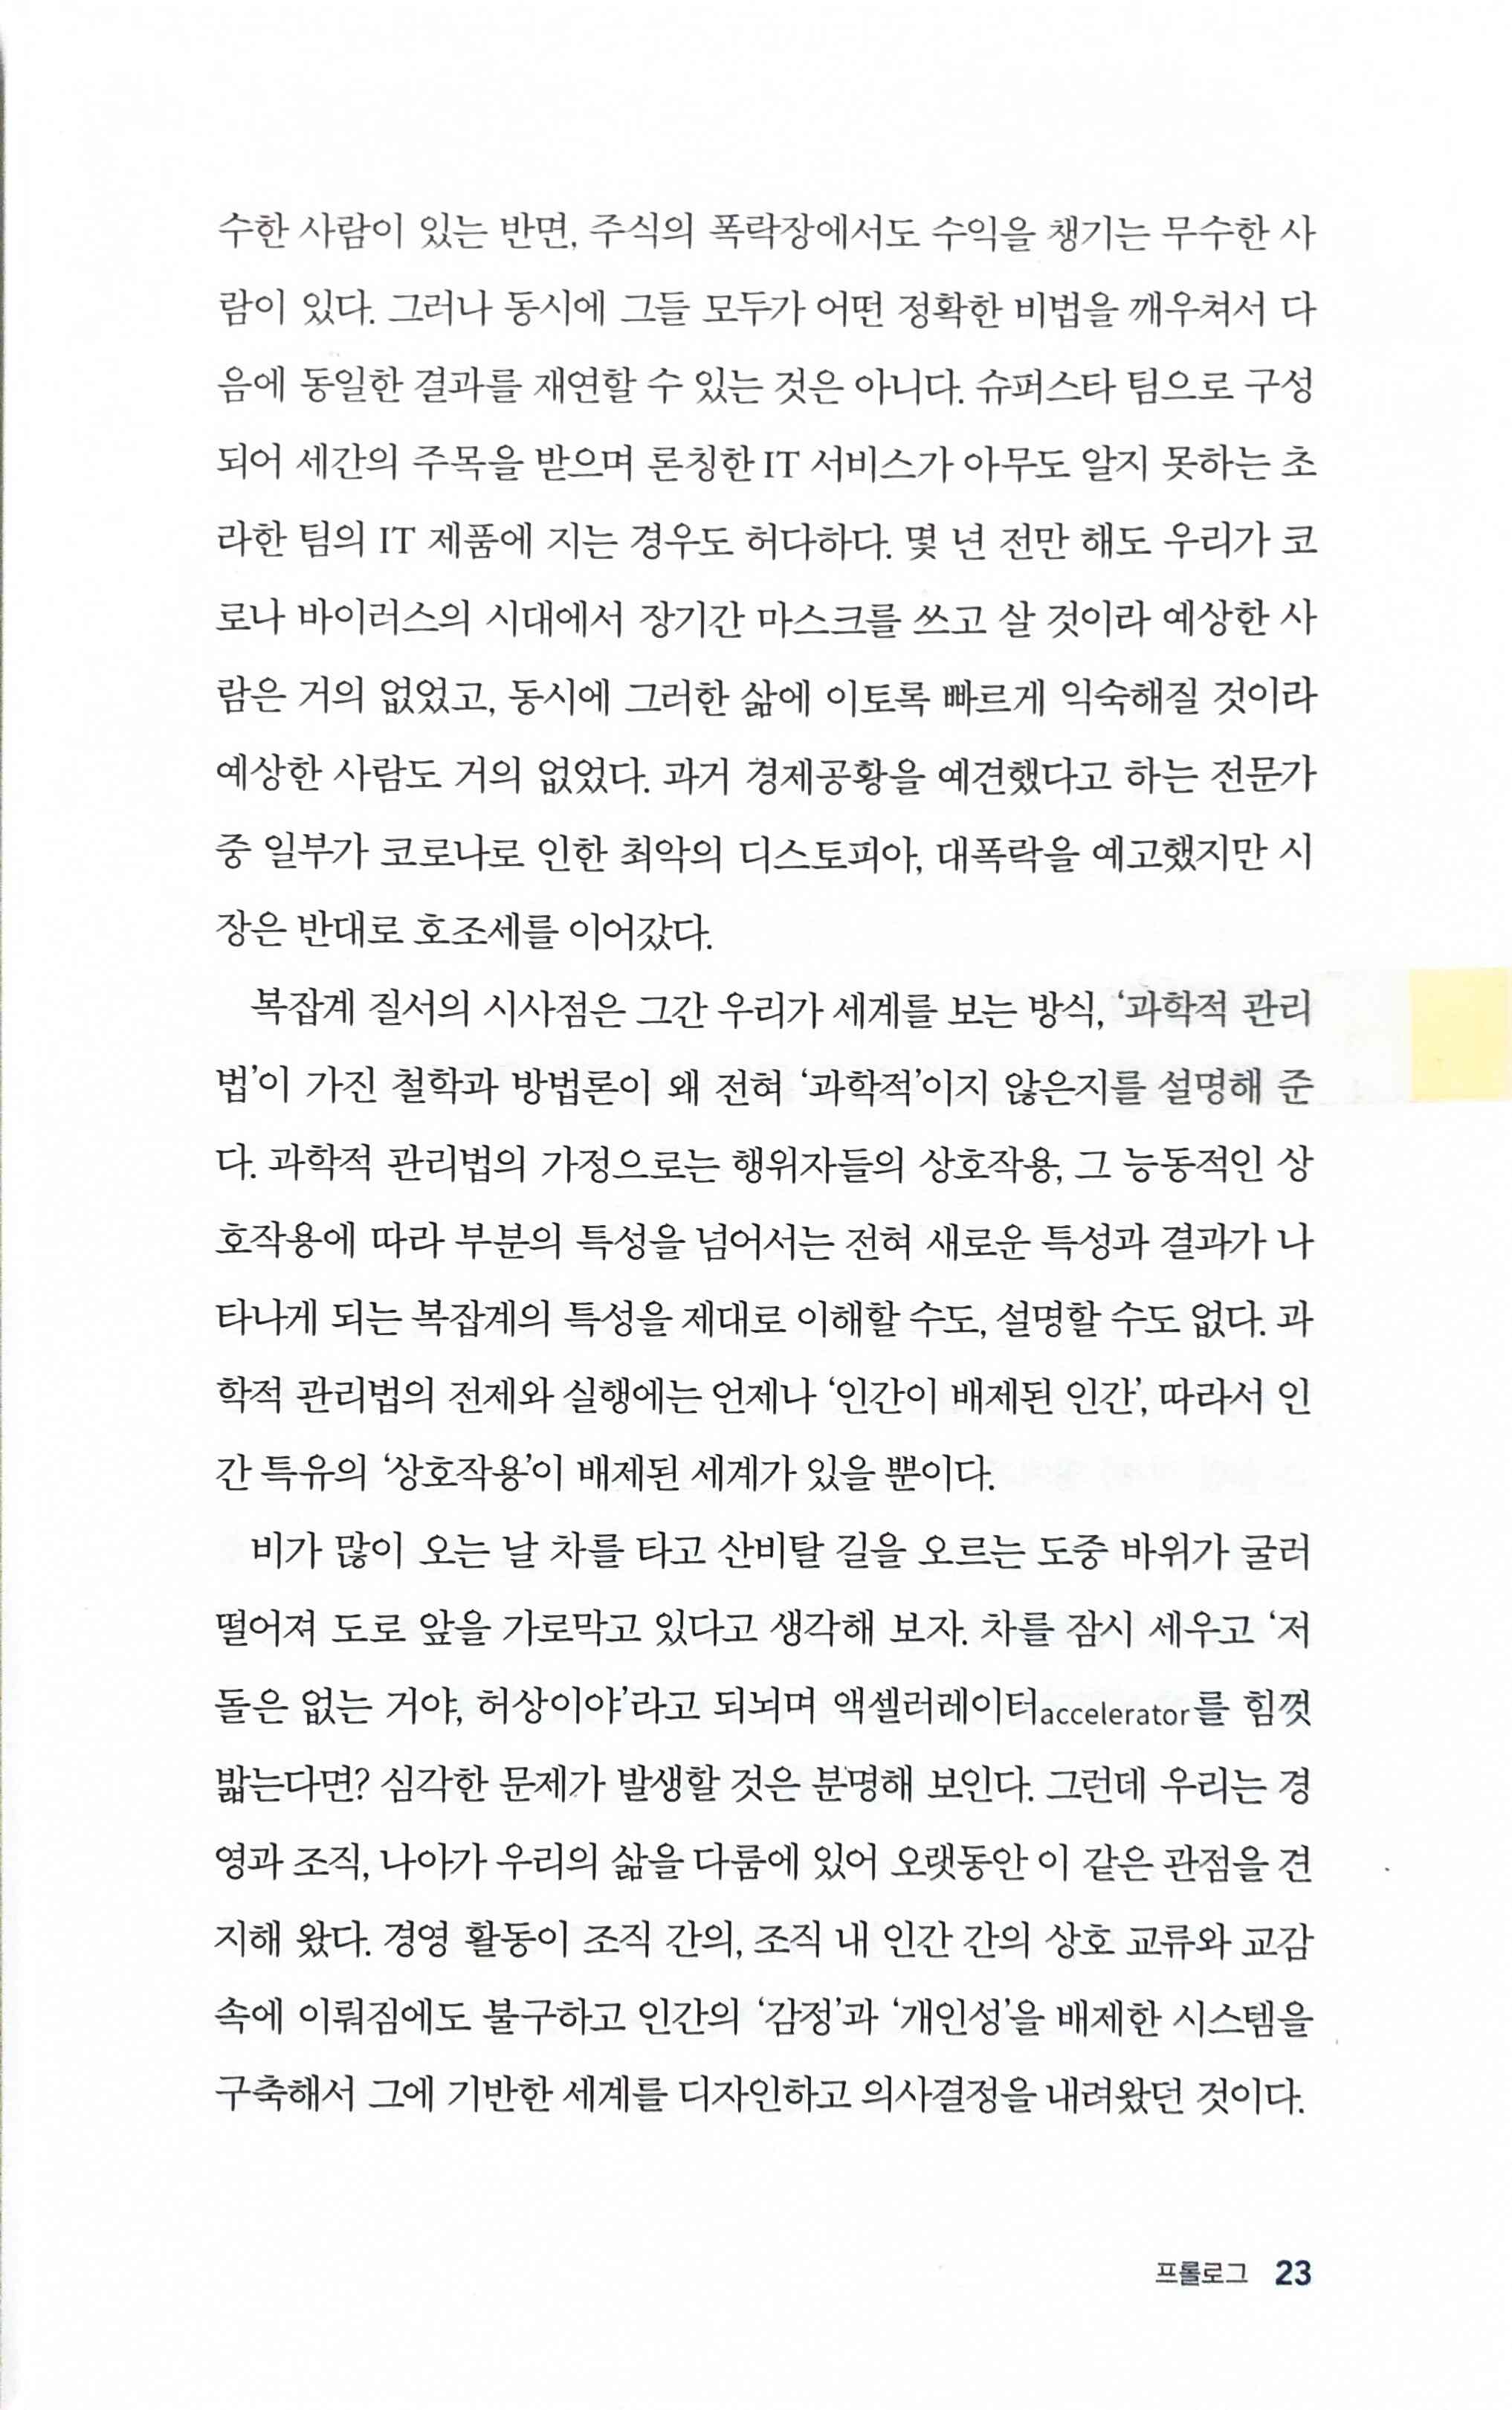 수한 사람이 있는 반면, 주식의 폭락장에서도 수익을 챙기는 무수한 사
람이 있다. 그러나 동시에 그들 모두가 어떤 정확한 비법을 깨우쳐서 다
음에 동일한 결과를 재연할 수 있는 것은 아니다. 슈퍼스타 팀으로 구성
되어 세간의 주목을 받으며 론칭한 IT 서비스가 아무도 알지 못하는 초
라한 팀의 IT 제품에 지는 경우도 허다하다. 몇 년 전만 해도 우리가 코
로나 바이러스의 시대에서 장기간 마스크를 쓰고 살 것이라 예상한 사
람은 거의 없었고, 동시에 그러한 삶에 이토록 빠르게 익숙해질 것이라
예상한 사람도 거의 없었다. 과거 경제공황을 예견했다고 하는 전문가
중 일부가 코로나로 인한 최악의 디스토피아, 대폭락을 예고했지만 시
장은 반대로 호조세를 이어갔다.
복잡계 질서의 시사점은 그간 우리가 세계를 보는 방식, ‘과학적 관리
법’이 가진 철학과 방법론이 왜 전혀 ‘과학적’이지 않은지를 설명해 준
다. 과학적 관리법의 가정으로는 행위자들의 상호작용, 그 능동적인 상
호작용에 따라 부분의 특성을 넘어서는 전혀 새로운 특성과 결과가 나
타나게 되는 복잡계의 특성을 제대로 이해할 수도, 설명할 수도 없다. 과
학적 관리법의 전제와 실행에는 언제나 ‘인간이 배제된 인간’, 따라서 인
간 특유의 ‘상호작용’이 배제된 세계가 있을 뿐이다.
비가 많이 오는 날 차를 타고 산비탈 길을 오르는 도중 바위가 굴러
떨어져 도로 앞을 가로막고 있다고 생각해 보자. 차를 잠시 세우고 ‘저
돌은 없는 거야, 허상이야’라고 되뇌며 액셀러레이터accelerator를 힘껏
밟는다면? 심각한 문제가 발생할 것은 분명해 보인다. 그런데 우리는 경
영과 조직, 나아가 우리의 삶을 다룸에 있어 오랫동안 이 같은 관점을 견
지해 왔다. 경영 활동이 조직 간의, 조직 내 인간 간의 상호 교류와 교감
속에 이뤄짐에도 불구하고 인간의 ‘감정’과 ‘개인성’을 배제한 시스템을
구축해서 그에 기반한 세계를 디자인하고 의사결정을 내려왔던 것이다.
프롤로그 23